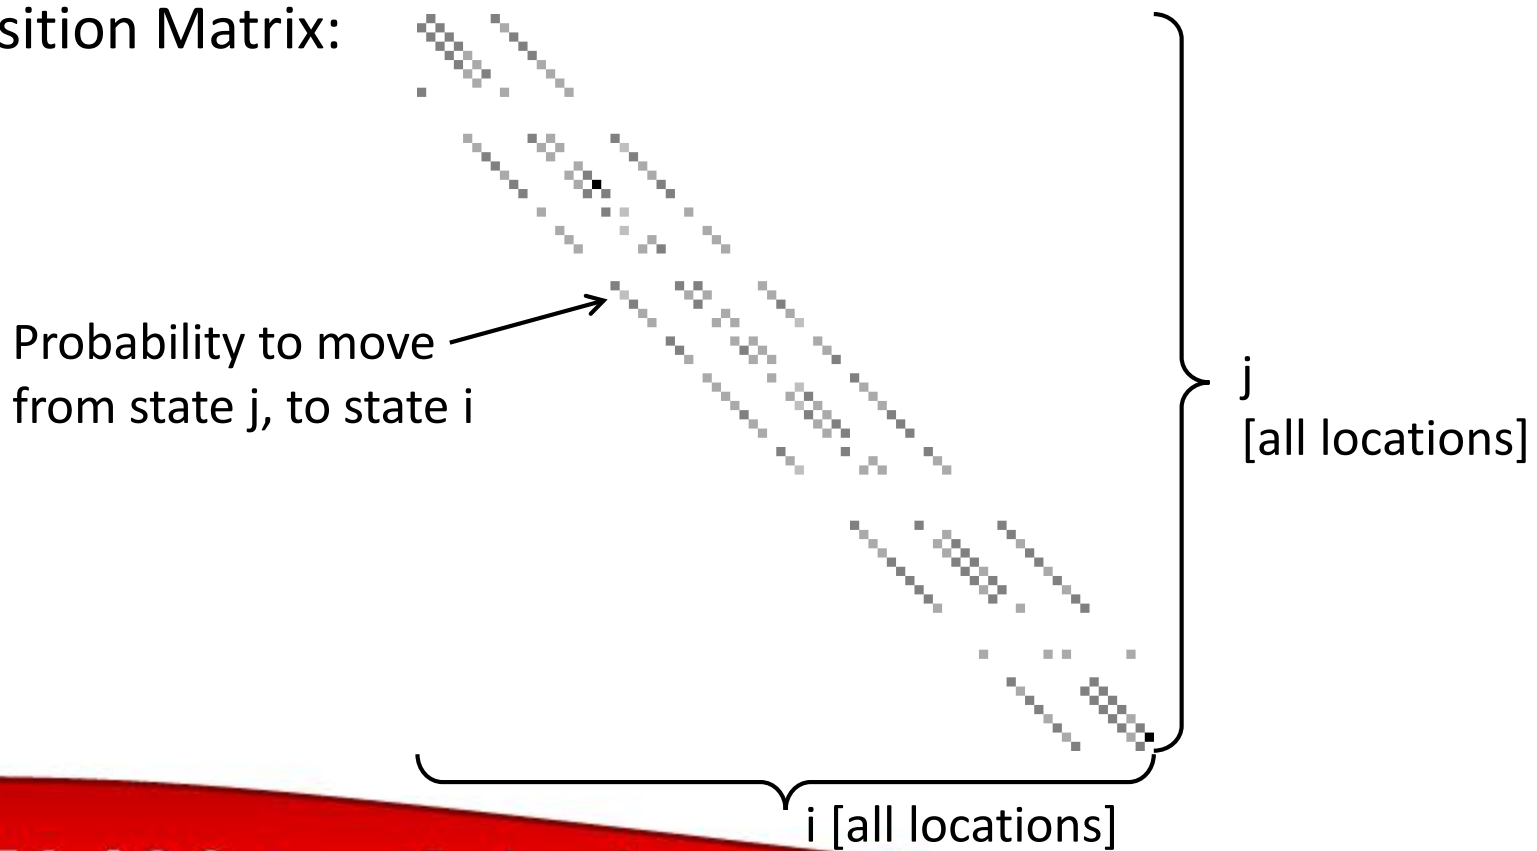 sition Matrix:
Probability to move
from state j, to state i
j
[all locations]
i [all locations]